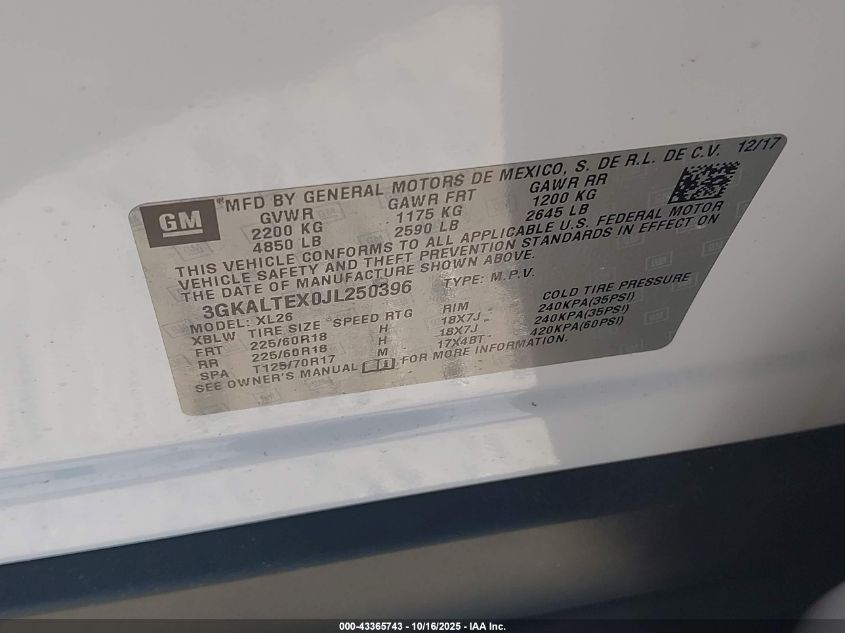 GM
MFD BY GENERAL MOTORS DE MEXICO, S. DE R.L. DE C.V. 12/17
GVWR GAWR FRT GAWR RR
2200 KG 1175 KG 1200 KG
4850 LB 2590 LB 2645 LB
THIS VEHICLE CONFORMS TO ALL APPLICABLE U.S. FEDERAL MOTOR
VEHICLE SAFETY AND THEFT PREVENTION STANDARDS IN EFFECT ON
THE DATE OF MANUFACTURE SHOWN ABOVE.
3GKALTEX0JL250396 TYPE: M.P.V.
MODEL: XL26
XBLW TIRE SIZE SPEED RTG RIM COLD TIRE PRESSURE
FRT 225/60R18 H 18X7J 240KPA(35PSI)
RR 225/60R18 H 18X7J 240KPA(35PSI)
SPA T125/70R17 M 17X4BT 420KPA(60PSI)
SEE OWNER'S MANUAL FOR MORE INFORMATION.
000-43365743 - 10/16/2025 - IAA Inc.